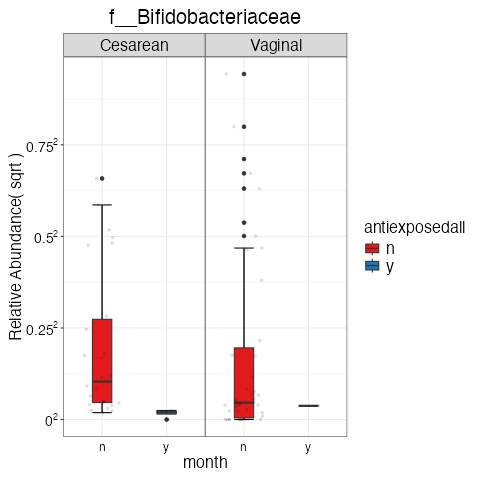 f__Bifidobacteriaceae
Cesarean Vaginal
Relative Abundance( sqrt )
0.75²
0.5²
0.25²
0²
n y n y
month
antiexposedall
n
y